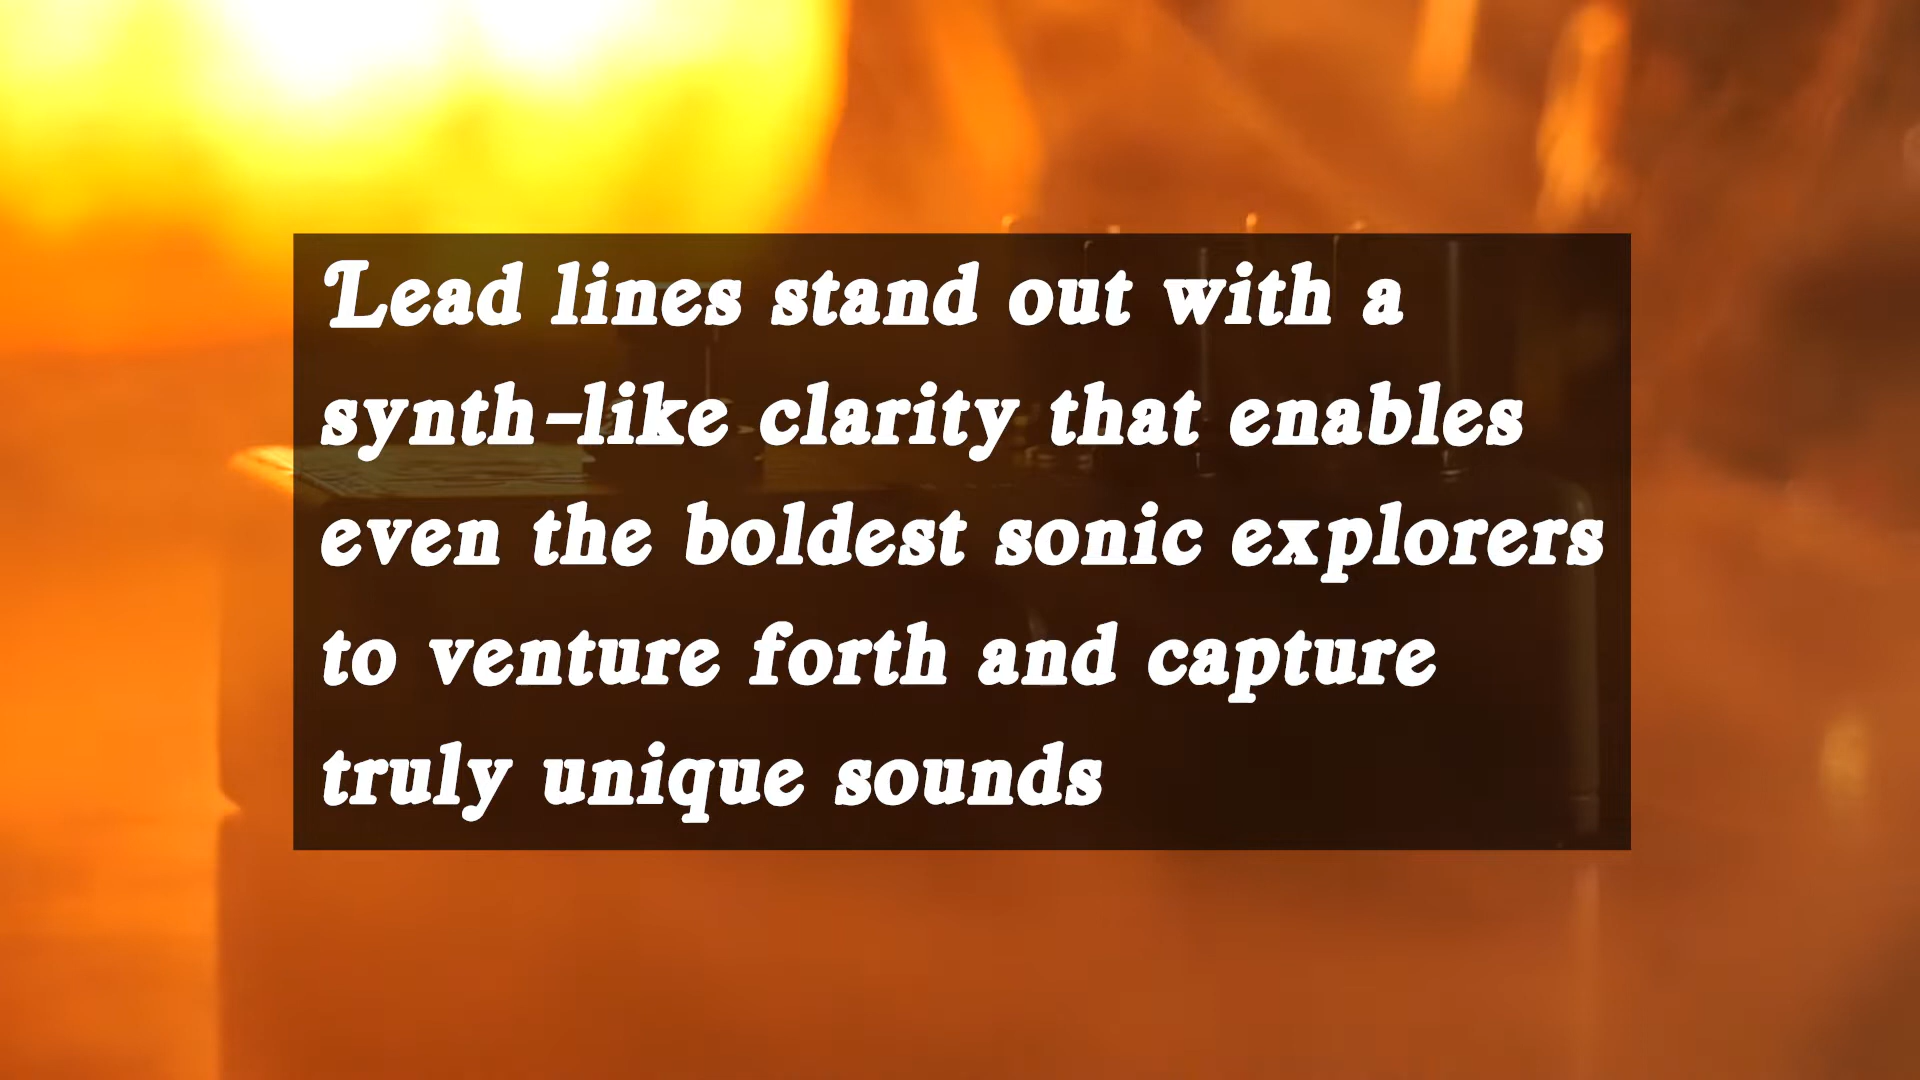 Lead lines stand out with a
synth-like clarity that enables
even the boldest sonic explorers
to venture forth and capture
truly unique sounds